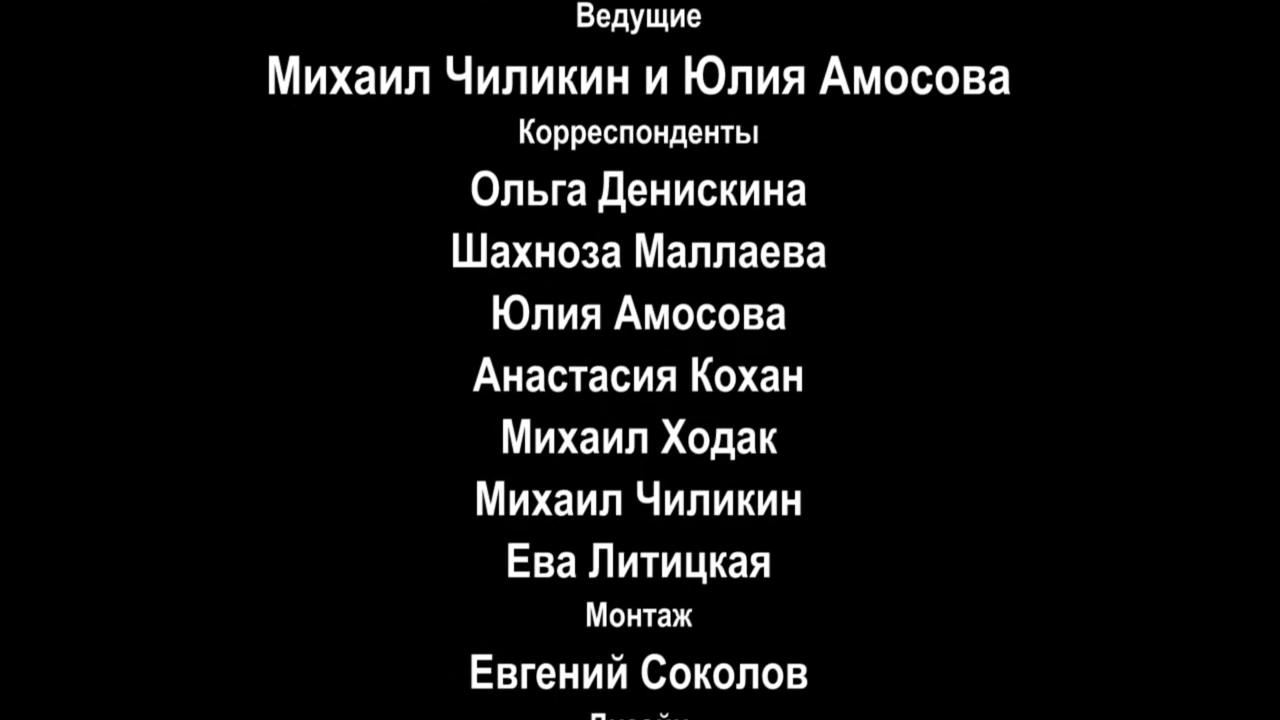 Ведущие
Михаил Чиликин и Юлия Амосова
Корреспонденты
Ольга Денискина
Шахноза Маллаева
Юлия Амосова
Анастасия Кохан
Михаил Ходак
Михаил Чиликин
Ева Литицкая
Монтаж
Евгений Соколов